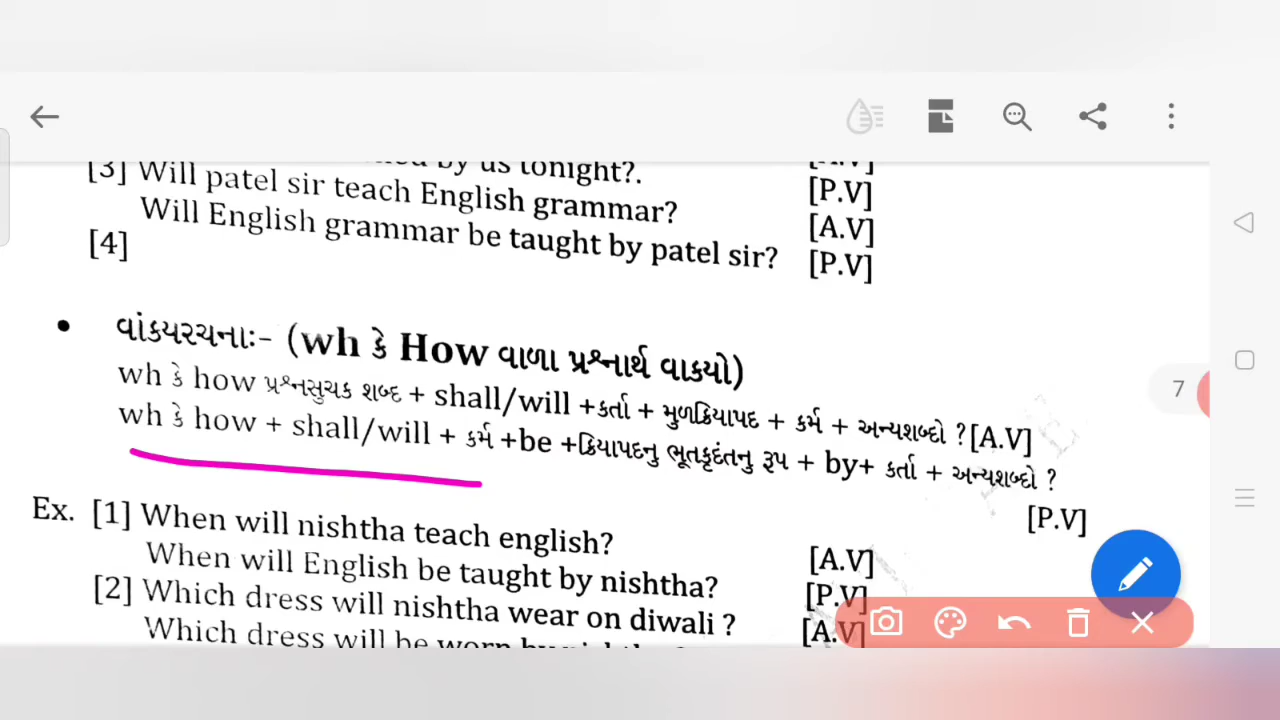 by us tonight?.
[3] Will patel sir teach English grammar? [P.V]
Will English grammar be taught by patel sir? [A.V]
[4] [P.V]
• વાંકયરચનાઃ- (wh કે How વાળા પ્રશ્નાર્થ વાકયો)
wh કે how પ્રશ્નસુચક શબ્દ + shall/will +કર્તા + મુળક્રિયાપદ + કર્મ + અન્યશબ્દો ?[A.V]
wh કે how + shall/will + કર્મ +be +ક્રિયાપદનુ ભૂતકૃદંતનુ રૂપ + by+ કર્તા + અન્યશબ્દો ?
[P.V]
Ex. [1] When will nishtha teach english? [A.V]
When will English be taught by nishtha? [P.V]
[2] Which dress will nishtha wear on diwali ? [A.V]
Which dress will be worn by
7